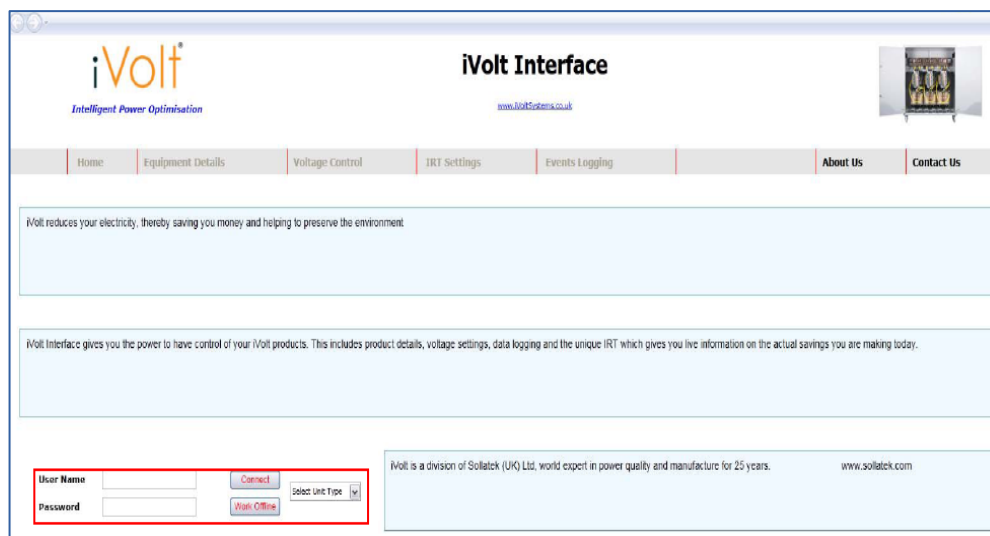 iVolt®
Intelligent Power Optimisation
iVolt Interface
www.iVoltSystems.co.uk
Home Equipment Details Voltage Control IRT Settings Events Logging About Us Contact Us
iVolt reduces your electricity, thereby saving you money and helping to preserve the environment
iVolt Interface gives you the power to have control of your iVolt products. This includes product details, voltage settings, data logging and the unique IRT which gives you live information on the actual savings you are making today.
iVolt is a division of Sollatek (UK) Ltd, world expert in power quality and manufacture for 25 years. www.sollatek.com
User Name Connect
Select Unit Type
Password Work Offline